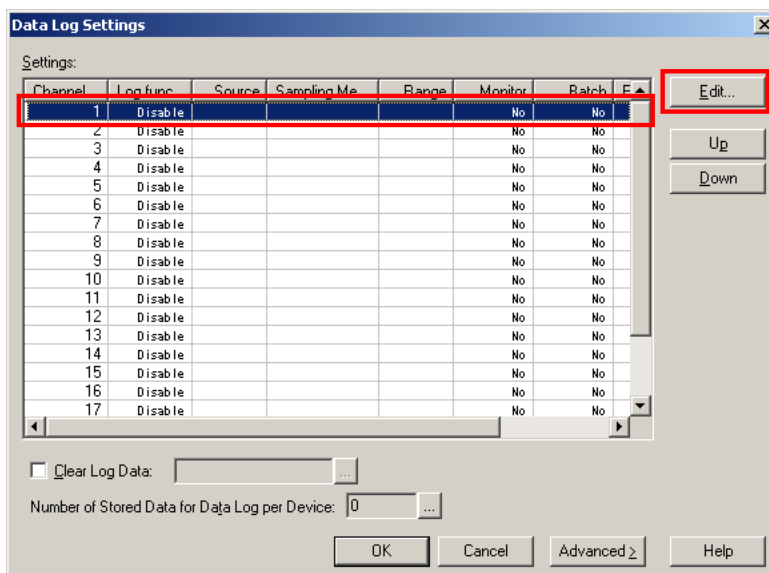 Data Log Settings
Settings:
Channel Log func... Source Sampling Me... Range Monitor Batch F
Edit...
1 Disable No No
2 Disable No No
Up
3 Disable No No
4 Disable No No
Down
5 Disable No No
6 Disable No No
7 Disable No No
8 Disable No No
9 Disable No No
10 Disable No No
11 Disable No No
12 Disable No No
13 Disable No No
14 Disable No No
15 Disable No No
16 Disable No No
17 Disable No No
Clear Log Data: ...
Number of Stored Data for Data Log per Device: 0 ...
OK Cancel Advanced > Help